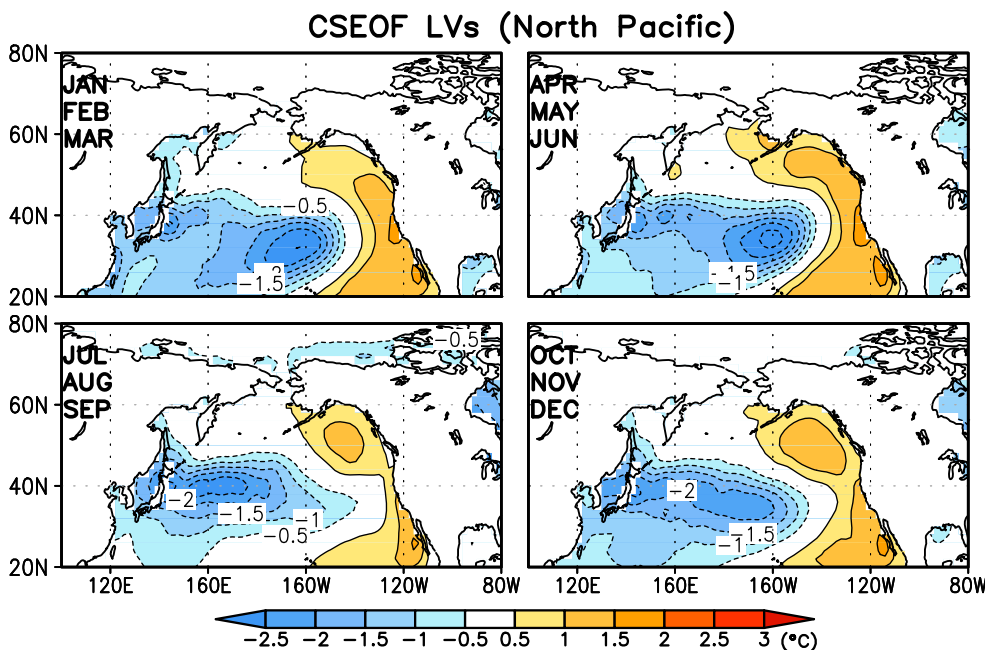 CSEOF LVs (North Pacific)
80N
60N
40N
20N
JAN
FEB
MAR
−0.5
−1.5
APR
MAY
JUN
−1.5
80N
60N
40N
20N
JUL
AUG
SEP
−0.5
−2
−1.5
−1
−0.5
OCT
NOV
DEC
−2
−1.5
−1
120E 160E 160W 120W 80W 120E 160E 160W 120W 80W
−2.5 −2 −1.5 −1 −0.5 0.5 1 1.5 2 2.5 3 (°C)